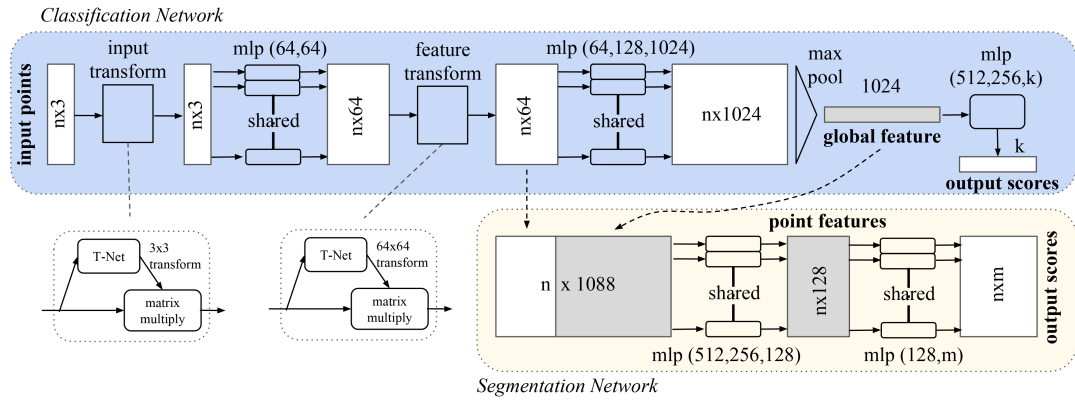 Classification Network
input points
nx3
input
transform
nx3
mlp (64,64)
shared
nx64
feature
transform
nx64
mlp (64,128,1024)
shared
nx1024
max
pool
1024
global feature
mlp
(512,256,k)
k
output scores
T-Net
3x3
transform
matrix
multiply
T-Net
64x64
transform
matrix
multiply
point features
n x 1088
shared
mlp (512,256,128)
nx128
shared
mlp (128,m)
nxm
output scores
Segmentation Network